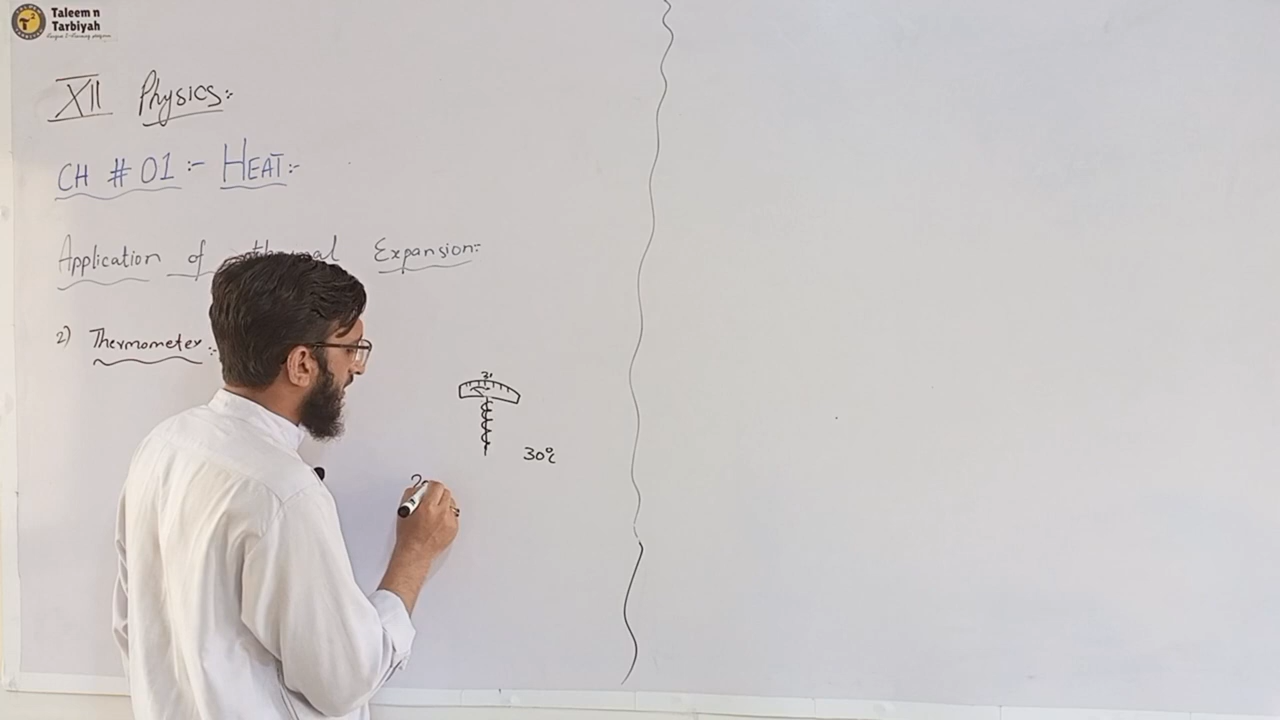 Taleem n
Tarbiyah
XII Physics:-
CH # 01 :- HEAT:-
Application of thermal Expansion:-
2) Thermometer:-
30°C